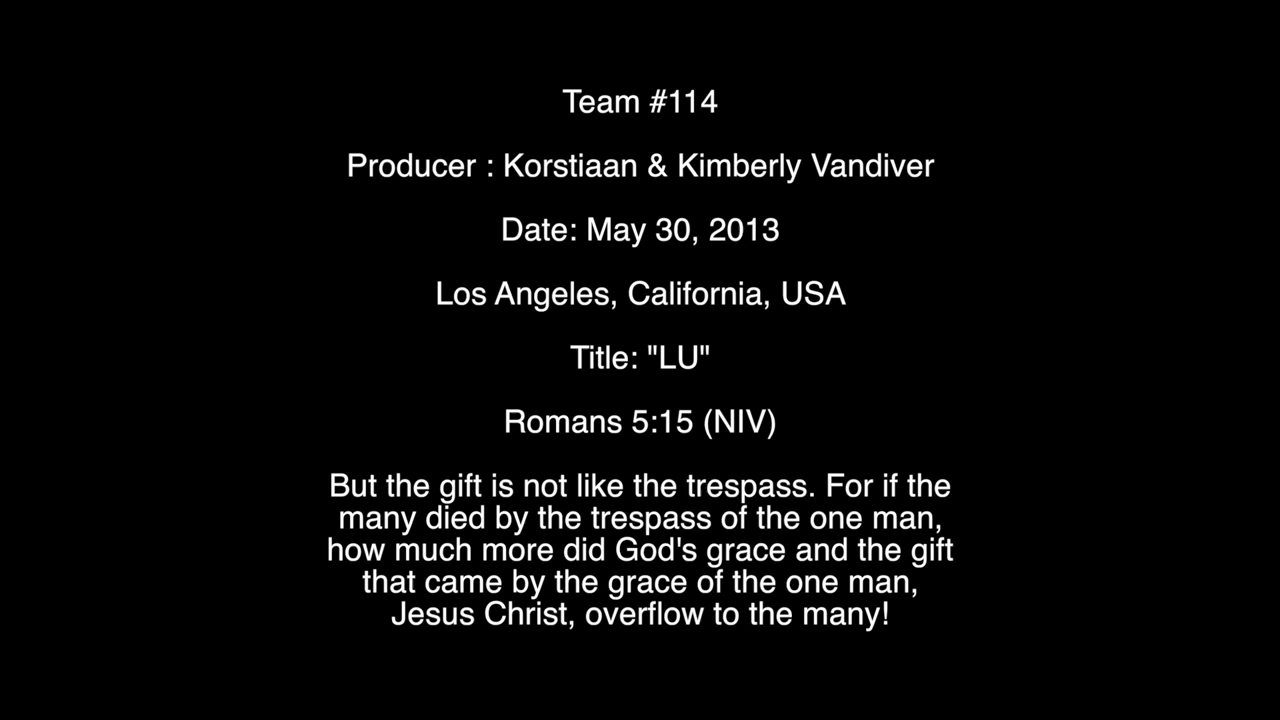 Team #114
Producer : Korstiaan & Kimberly Vandiver
Date: May 30, 2013
Los Angeles, California, USA
Title: "LU"
Romans 5:15 (NIV)
But the gift is not like the trespass. For if the
many died by the trespass of the one man,
how much more did God's grace and the gift
that came by the grace of the one man,
Jesus Christ, overflow to the many!